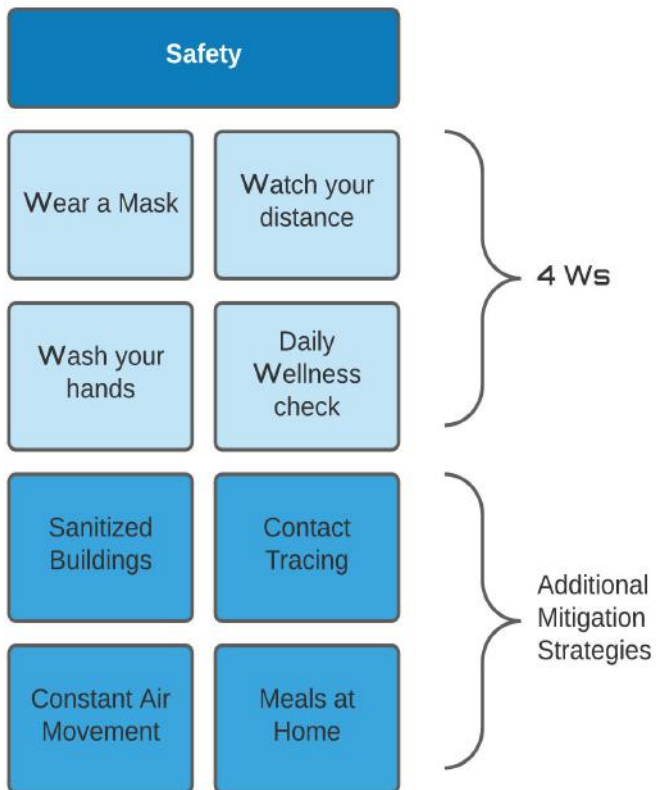 Safety
Wear a Mask
Watch your
distance
4 Ws
Wash your
hands
Daily
Wellness
check
Sanitized
Buildings
Contact
Tracing
Additional
Mitigation
Strategies
Constant Air
Movement
Meals at
Home